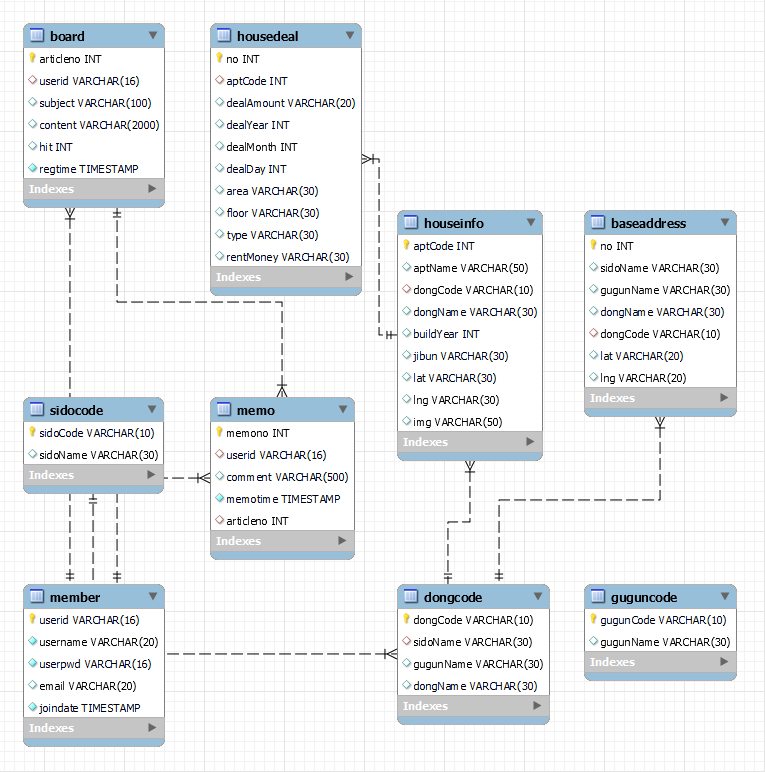 board
articleno INT
userid VARCHAR(16)
subject VARCHAR(100)
content VARCHAR(2000)
hit INT
regtime TIMESTAMP
Indexes
housedeal
no INT
aptCode INT
dealAmount VARCHAR(20)
dealYear INT
dealMonth INT
dealDay INT
area VARCHAR(30)
floor VARCHAR(30)
type VARCHAR(30)
rentMoney VARCHAR(30)
Indexes
houseinfo
aptCode INT
aptName VARCHAR(50)
dongCode VARCHAR(10)
dongName VARCHAR(30)
buildYear INT
jibun VARCHAR(30)
lat VARCHAR(30)
lng VARCHAR(30)
img VARCHAR(50)
Indexes
baseaddress
no INT
sidoName VARCHAR(30)
gugunName VARCHAR(30)
dongName VARCHAR(30)
dongCode VARCHAR(10)
lat VARCHAR(20)
lng VARCHAR(20)
Indexes
sidocode
sidoCode VARCHAR(10)
sidoName VARCHAR(30)
Indexes
memo
memono INT
userid VARCHAR(16)
comment VARCHAR(500)
memotime TIMESTAMP
articleno INT
Indexes
member
userid VARCHAR(16)
username VARCHAR(20)
userpwd VARCHAR(16)
email VARCHAR(20)
joindate TIMESTAMP
Indexes
dongcode
dongCode VARCHAR(10)
sidoName VARCHAR(30)
gugunName VARCHAR(30)
dongName VARCHAR(30)
Indexes
guguncode
gugunCode VARCHAR(10)
gugunName VARCHAR(30)
Indexes